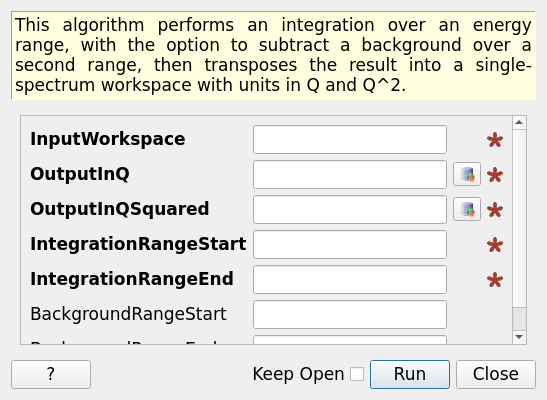 This algorithm performs an integration over an energy
range, with the option to subtract a background over a
second range, then transposes the result into a single-
spectrum workspace with units in Q and Q^2.
InputWorkspace
OutputInQ
OutputInQSquared
IntegrationRangeStart
IntegrationRangeEnd
BackgroundRangeStart
? Keep Open Run Close